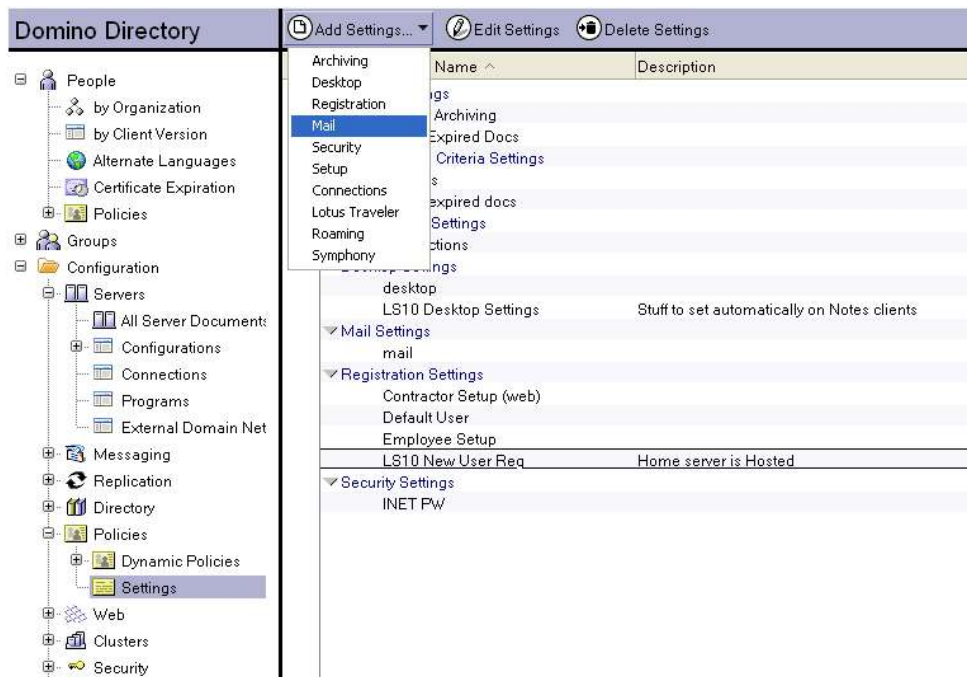 Domino Directory
Add Settings...
Edit Settings
Delete Settings
People
by Organization
by Client Version
Alternate Languages
Certificate Expiration
Policies
Groups
Configuration
Servers
All Server Documents
Configurations
Connections
Programs
External Domain Net
Messaging
Replication
Directory
Policies
Dynamic Policies
Settings
Web
Clusters
Security
Archiving
Desktop
Registration
Mail
Security
Setup
Connections
Lotus Traveler
Roaming
Symphony
Name
Description
Archiving
Expired Docs
Criteria Settings
expired docs
Settings
desktop
LS10 Desktop Settings Stuff to set automatically on Notes clients
Mail Settings
mail
Registration Settings
Contractor Setup (web)
Default User
Employee Setup
LS10 New User Reg Home server is Hosted
Security Settings
INET PW